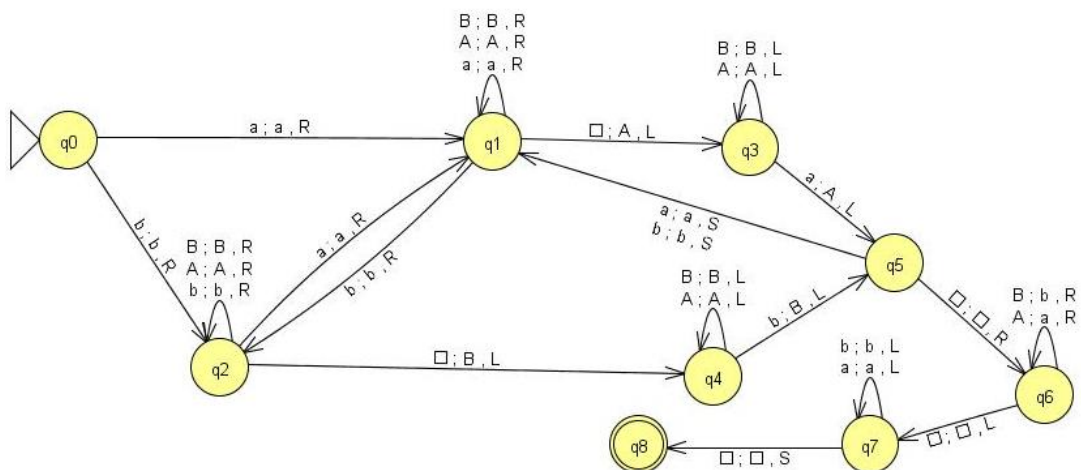 B ; B , R
A ; A , R
a ; a , R
B ; B , L
A ; A , L
q0
a ; a , R
q1
□ ; A , L
q3
b ; b , R
B ; B , R
A ; A , R
b ; b , R
a ; a , R
b ; b , R
a ; a , S
b ; b , S
a ; A , L
q5
q2
□ ; B , L
B ; B , L
A ; A , L
q4
b ; B , L
□ ; □ , R
B ; b , R
A ; a , R
q6
b ; b , L
a ; a , L
q8
□ ; □ , S
q7
□ ; □ , L